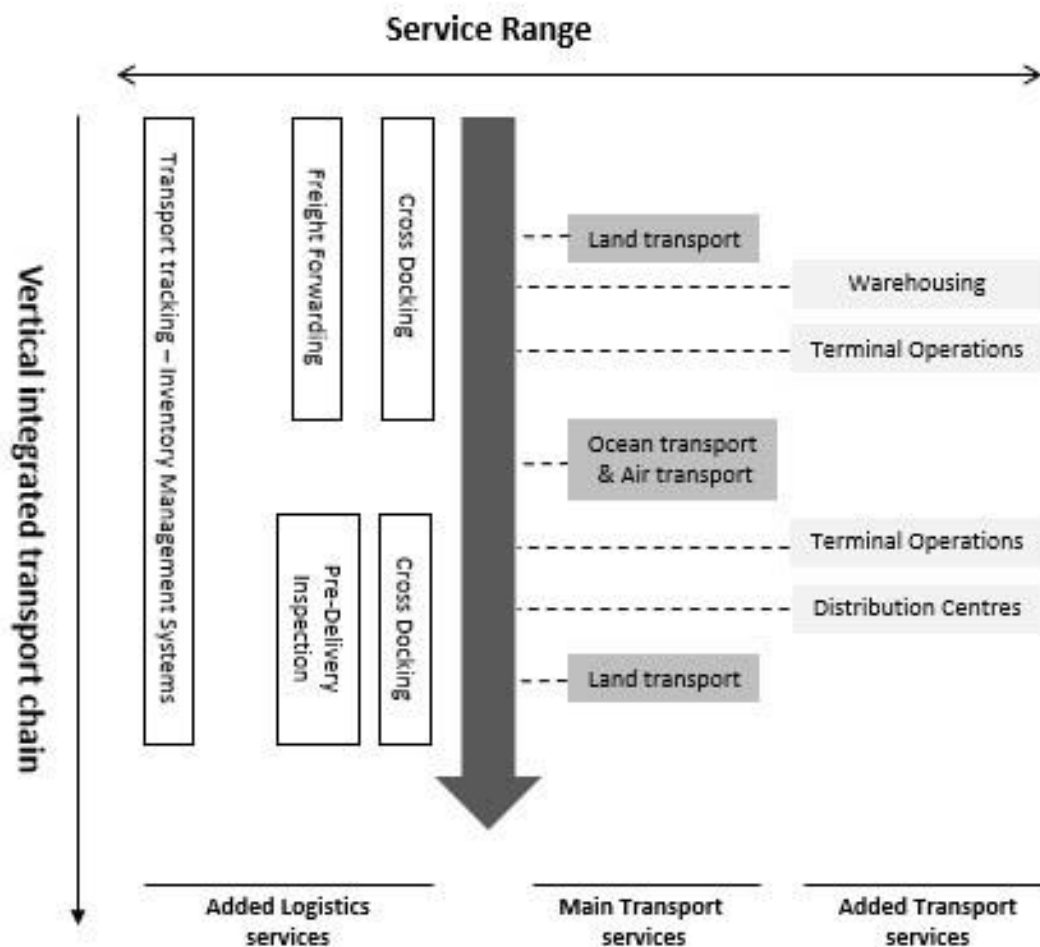 Service Range
Vertical integrated transport chain
Transport tracking – Inventory Management Systems
Freight Forwarding
Cross Docking
Land transport
Warehousing
Terminal Operations
Ocean transport
& Air transport
Pre-Delivery
Inspection
Cross Docking
Terminal Operations
Distribution Centres
Land transport
Added Logistics
services
Main Transport
services
Added Transport
services